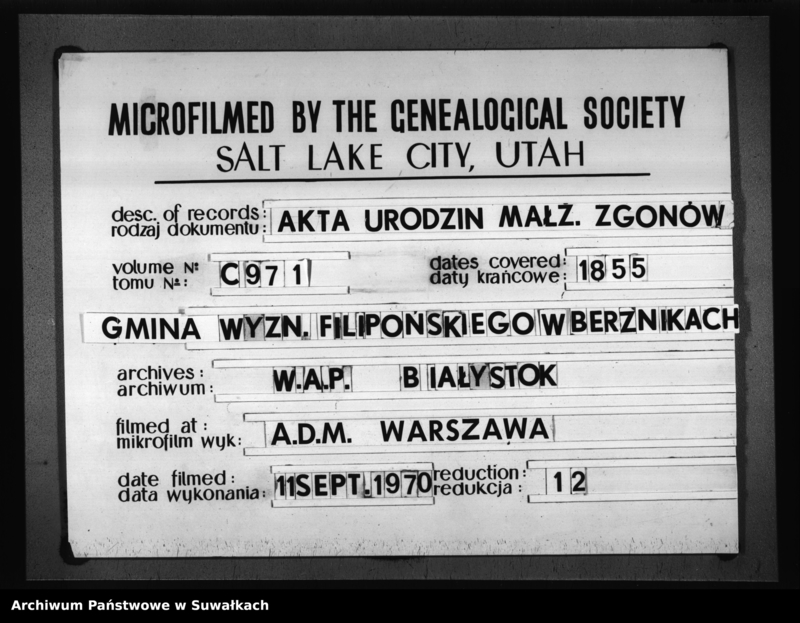 MICROFILMED BY THE GENEALOGICAL SOCIETY
SALT LAKE CITY, UTAH
desc. of records:
rodzaj dokumentu:
AKTA URODZIN MAŁŻ. ZGONÓW
volume Nº
tomu Nº:
C971
dates covered:
daty krańcowe:
1855
GMINA WYZN. FILIPOŃSKIEGO W BERŻNIKACH
archives:
archiwum:
W.A.P. BIAŁYSTOK
filmed at:
mikrofilm wyk:
A.D.M. WARSZAWA
date filmed:
data wykonania:
11 SEPT. 1970
reduction:
redukcja:
12
Archiwum Państwowe w Suwałkach